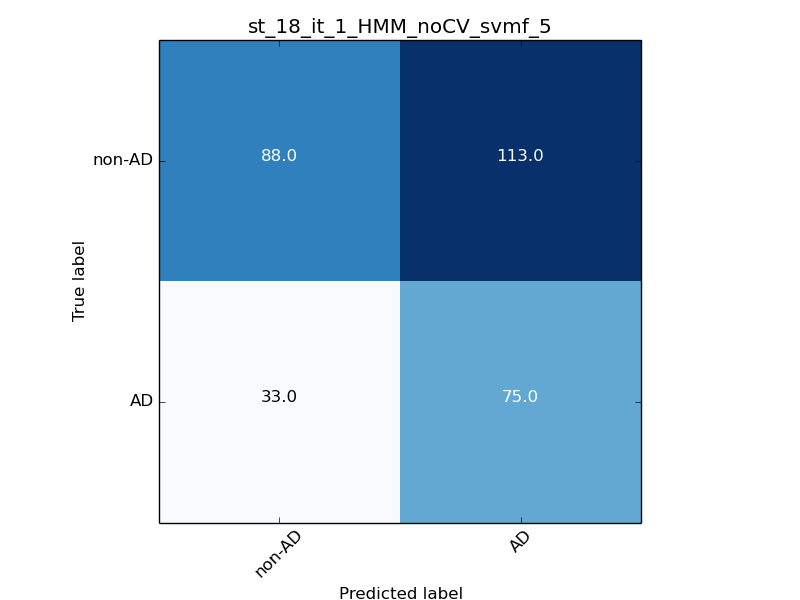 st_18_it_1_HMM_noCV_svmf_5
non-AD
88.0
113.0
True label
AD
33.0
75.0
non-AD
AD
Predicted label